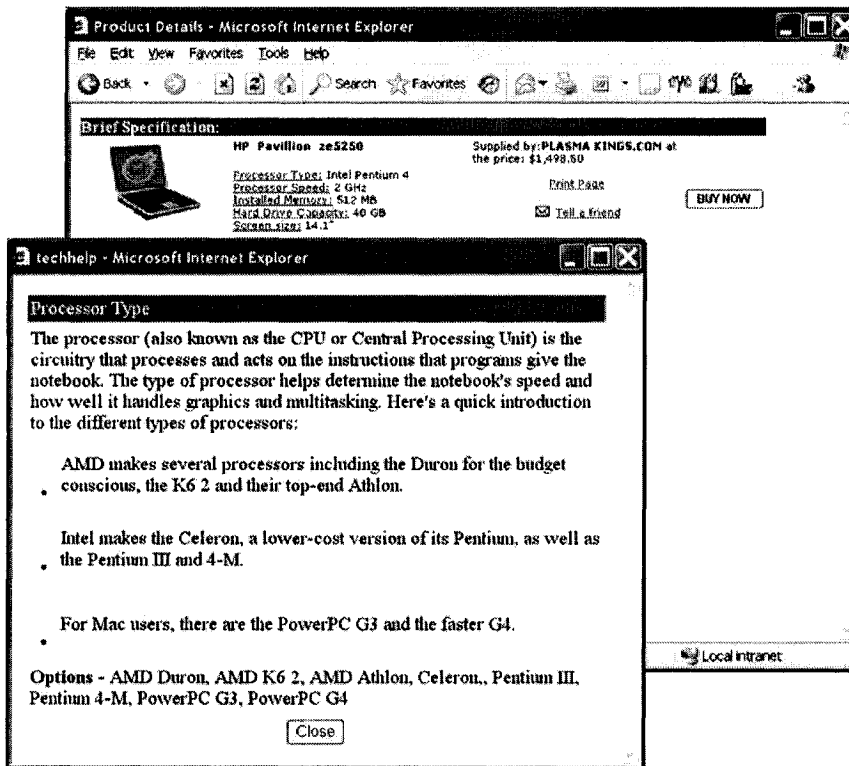 Product Details - Microsoft Internet Explorer
File Edit View Favorites Tools Help
Back Search Favorites
Brief Specification:
HP Pavillion ze5250
Supplied by:PLASMA KINGS.COM at
the price: $1,498.50
Processor Type: Intel Pentium 4
Processor Speed: 2 GHz
Installed Memory: 512 MB
Hard Drive Capacity: 40 GB
Screen size: 14.1"
Print Page
Tell a friend
BUY NOW
techhelp - Microsoft Internet Explorer
Processor Type
The processor (also known as the CPU or Central Processing Unit) is the
circuitry that processes and acts on the instructions that programs give the
notebook. The type of processor helps determine the notebook's speed and
how well it handles graphics and multitasking. Here's a quick introduction
to the different types of processors:
AMD makes several processors including the Duron for the budget
• conscious, the K6 2 and their top-end Athlon.
Intel makes the Celeron, a lower-cost version of its Pentium, as well as
• the Pentium III and 4-M.
For Mac users, there are the PowerPC G3 and the faster G4.
•
Options - AMD Duron, AMD K6 2, AMD Athlon, Celeron,, Pentium III,
Pentium 4-M, PowerPC G3, PowerPC G4
Close
Local intranet